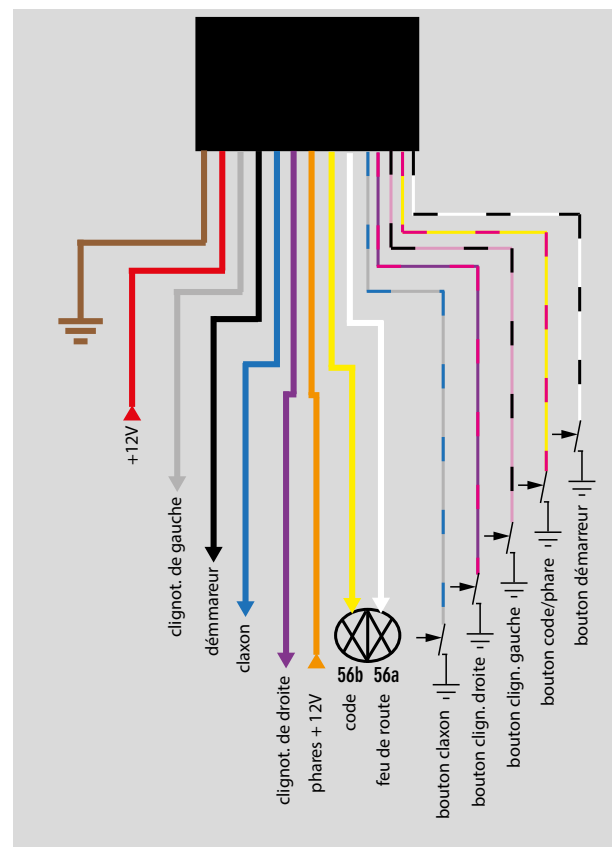 +12V
clignot. de gauche
démmareur
claxon
clignot. de droite
phares + 12V
56b
56a
code
feu de route
bouton claxon
bouton clign. droite
bouton clign. gauche
bouton code/phare
bouton démarreur